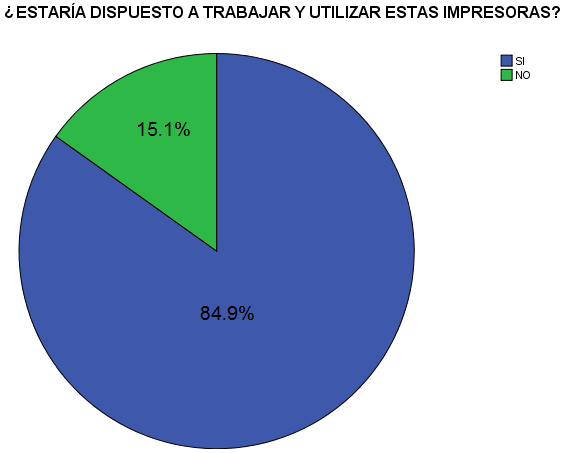 ¿ESTARÍA DISPUESTO A TRABAJAR Y UTILIZAR ESTAS IMPRESORAS?
SI
NO
15.1%
84.9%